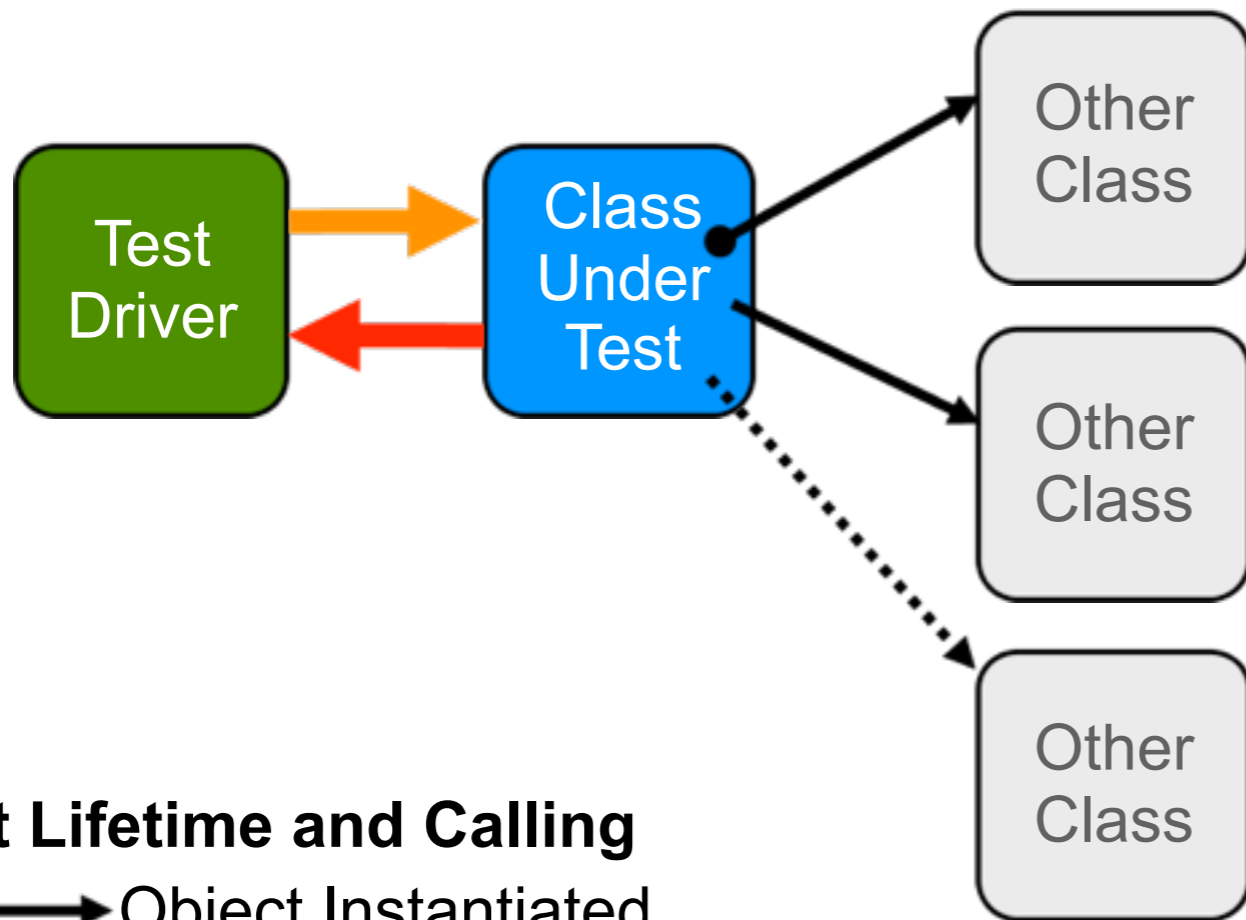 Test
Driver
Class
Under
Test
Other
Class
Other
Class
Other
Class
t Lifetime and Calling
Object Instantiated